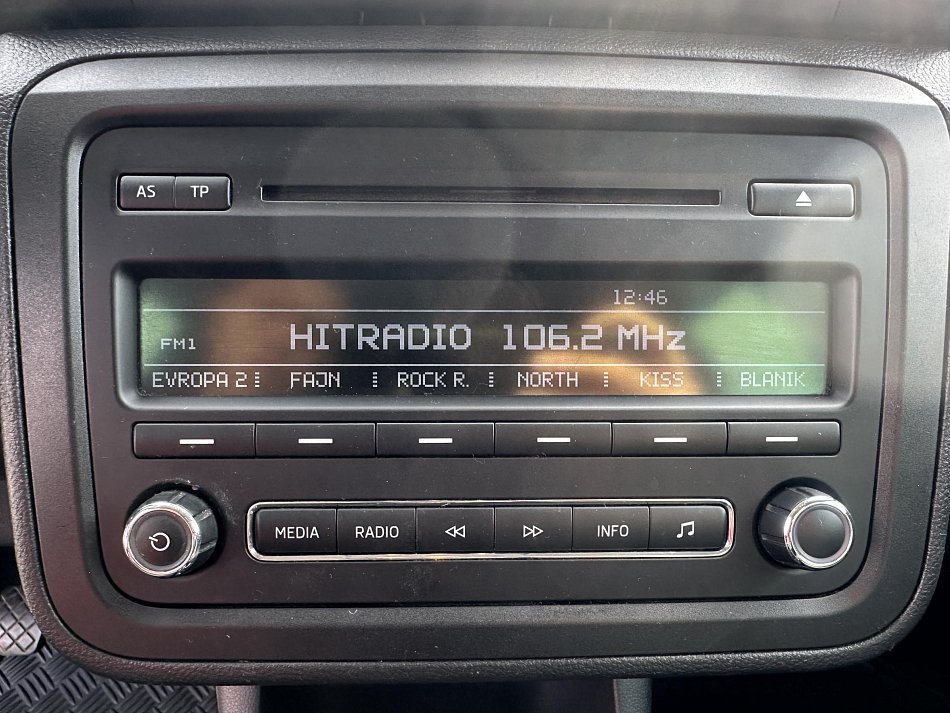 AS TP
12:46
FM1 HITRADIO 106.2 MHz
EVROPA 2 FAJN ROCK R. NORTH KISS BLANIK
MEDIA RADIO INFO